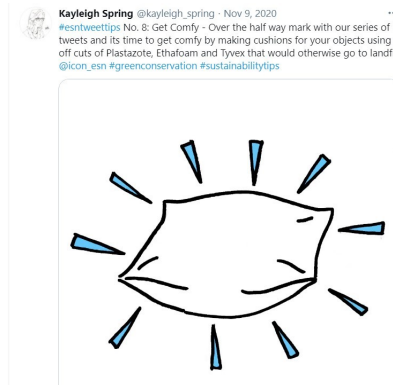 Kayleigh Spring @kayleigh_spring · Nov 9, 2020
#esntweettips No. 8: Get Comfy - Over the half way mark with our series of
tweets and its time to get comfy by making cushions for your objects using
off cuts of Plastazote, Ethafoam and Tyvex that would otherwise go to landf
@icon_esn #greenconservation #sustainabilitytips